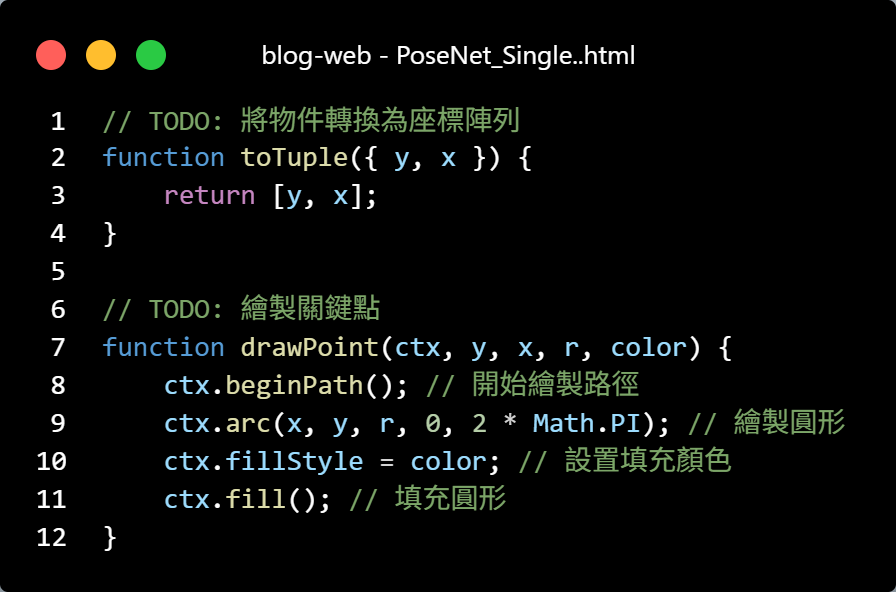 blog-web - PoseNet_Single..html
1 // TODO: 將物件轉換為座標陣列
2 function toTuple({ y, x }) {
3     return [y, x];
4 }
5
6 // TODO: 繪製關鍵點
7 function drawPoint(ctx, y, x, r, color) {
8     ctx.beginPath(); // 開始繪製路徑
9     ctx.arc(x, y, r, 0, 2 * Math.PI); // 繪製圓形
10     ctx.fillStyle = color; // 設置填充顏色
11     ctx.fill(); // 填充圓形
12 }